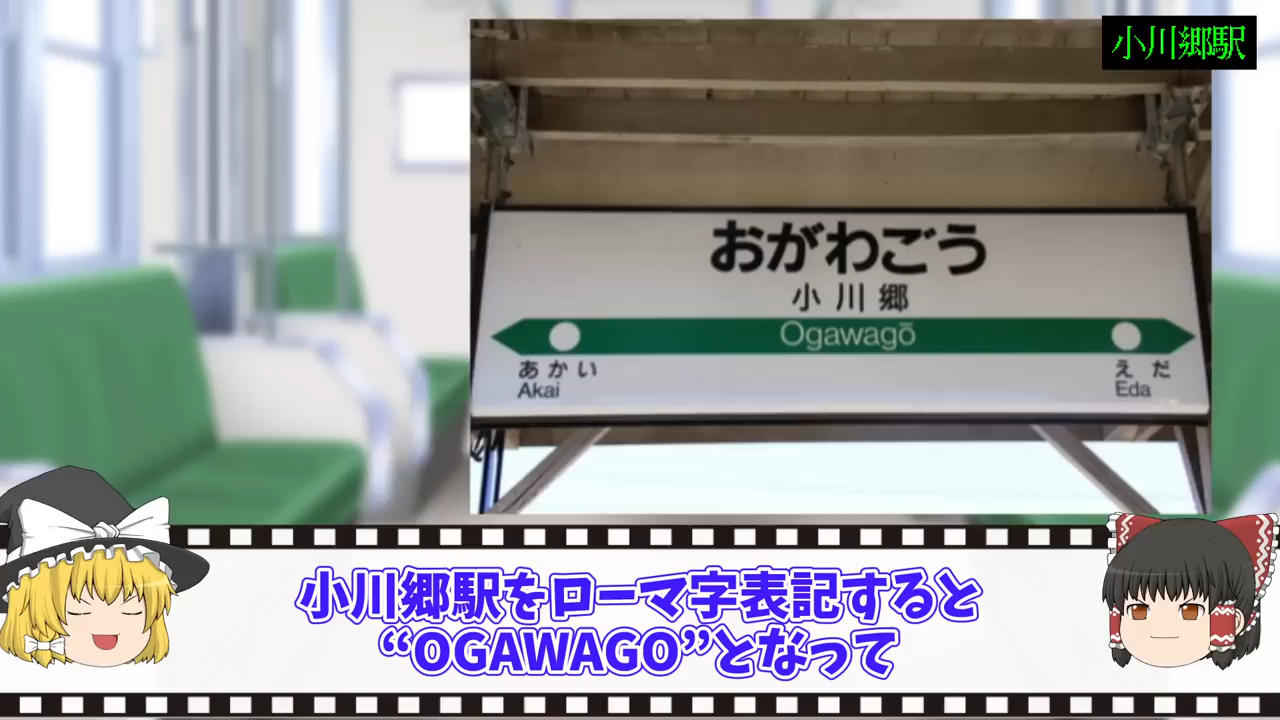 小川郷駅
おがわごう
小川郷
Ogawagō
あかい
Akai
えだ
Eda
小川郷駅をローマ字表記すると
“OGAWAGO”となって